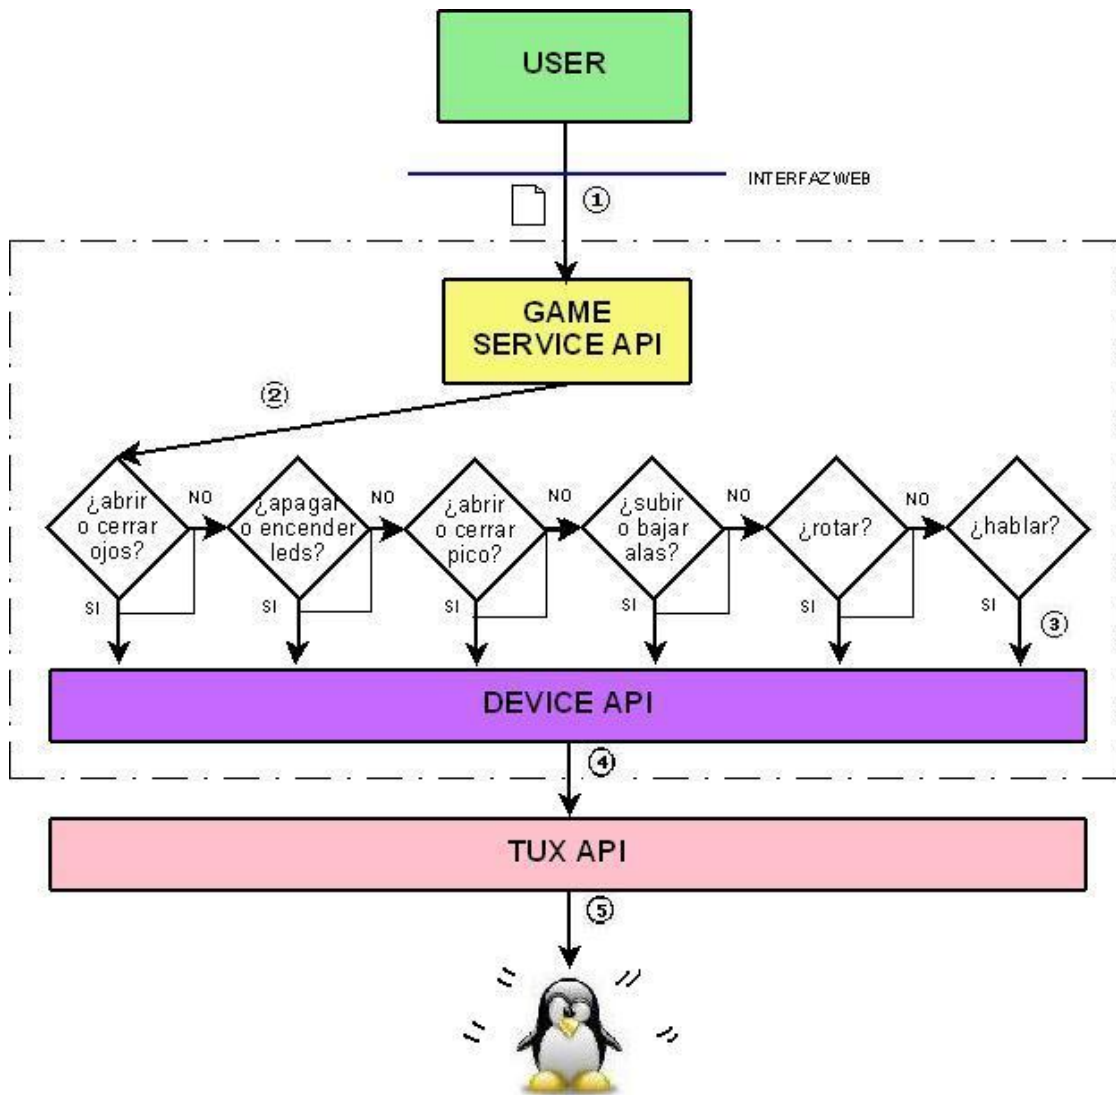 USER
INTERFAZ WEB
1
GAME
SERVICE API
2
¿abrir
o cerrar
ojos?
NO
¿apagar
o encender
leds?
NO
¿abrir
o cerrar
pico?
NO
¿subir
o bajar
alas?
NO
¿rotar?
NO
¿hablar?
SI
SI
SI
SI
SI
SI
3
DEVICE API
4
TUX API
5